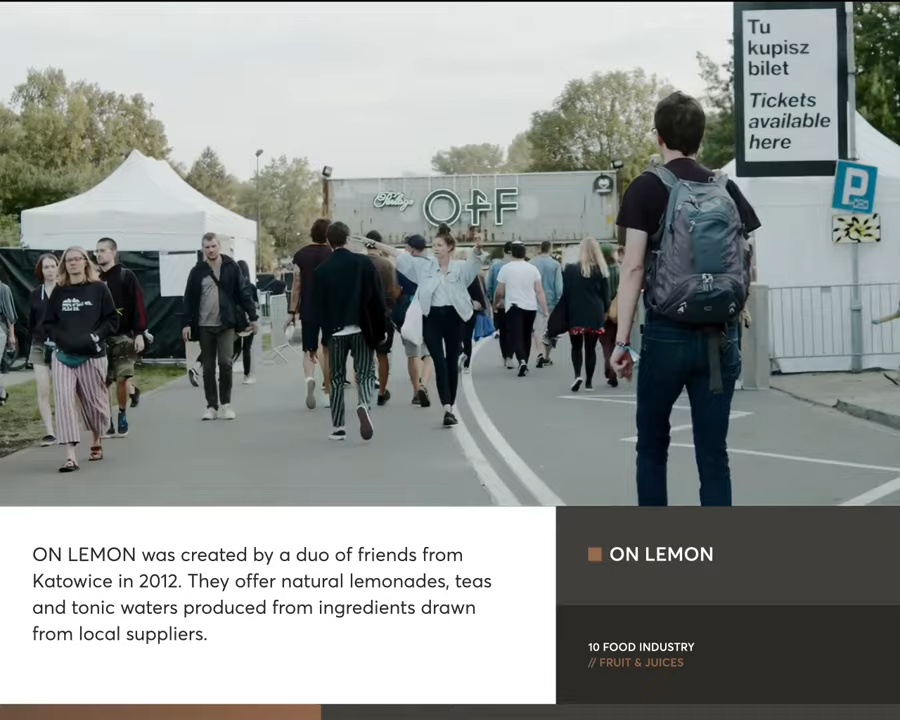 Tu
kupisz
bilet
Tickets
available
here
OFF
P
ON LEMON was created by a duo of friends from
Katowice in 2012. They offer natural lemonades, teas
and tonic waters produced from ingredients drawn
from local suppliers.
ON LEMON
10 FOOD INDUSTRY
// FRUIT & JUICES